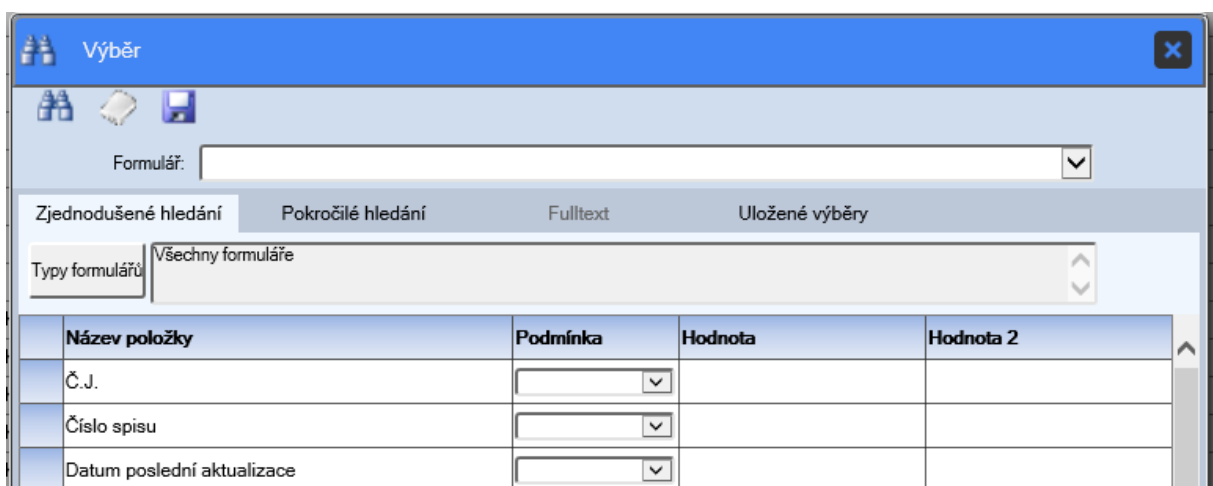 Výběr
Formulář:
Zjednodušené hledání Pokročilé hledání Fulltext Uložené výběry
Typy formulářů Všechny formuláře
Název položky Podmínka Hodnota Hodnota 2
Č.J.
Číslo spisu
Datum poslední aktualizace